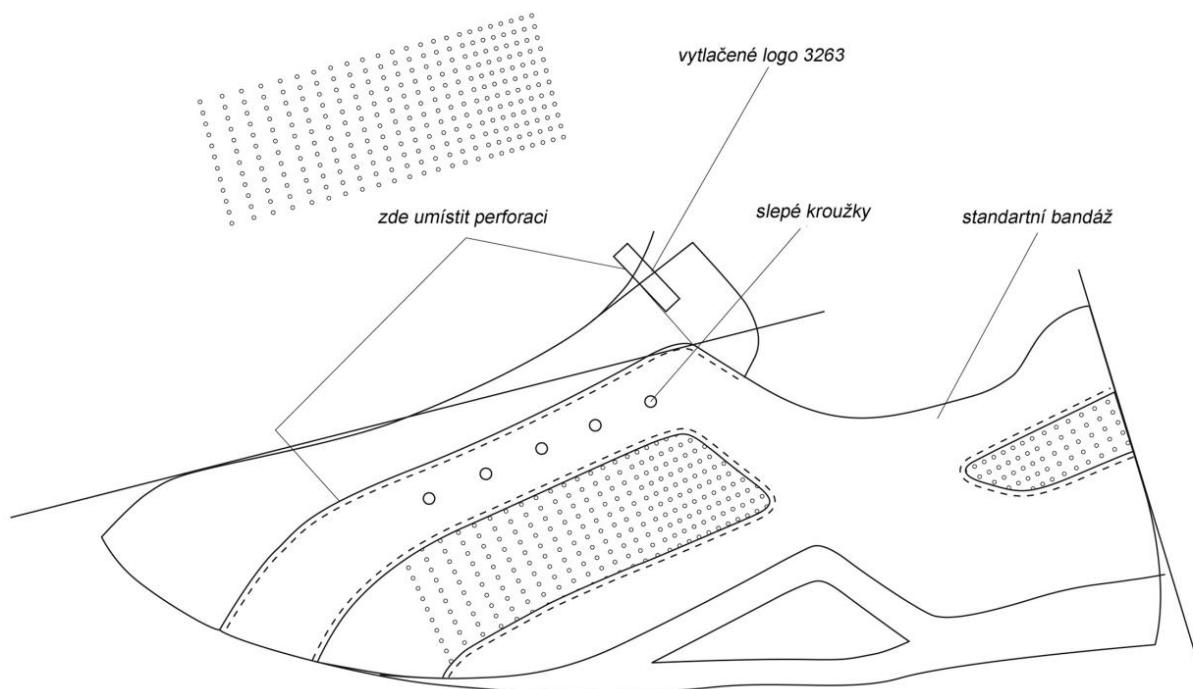 vytlačené logo 3263
zde umístit perforaci
slepé kroužky
standartní bandáž